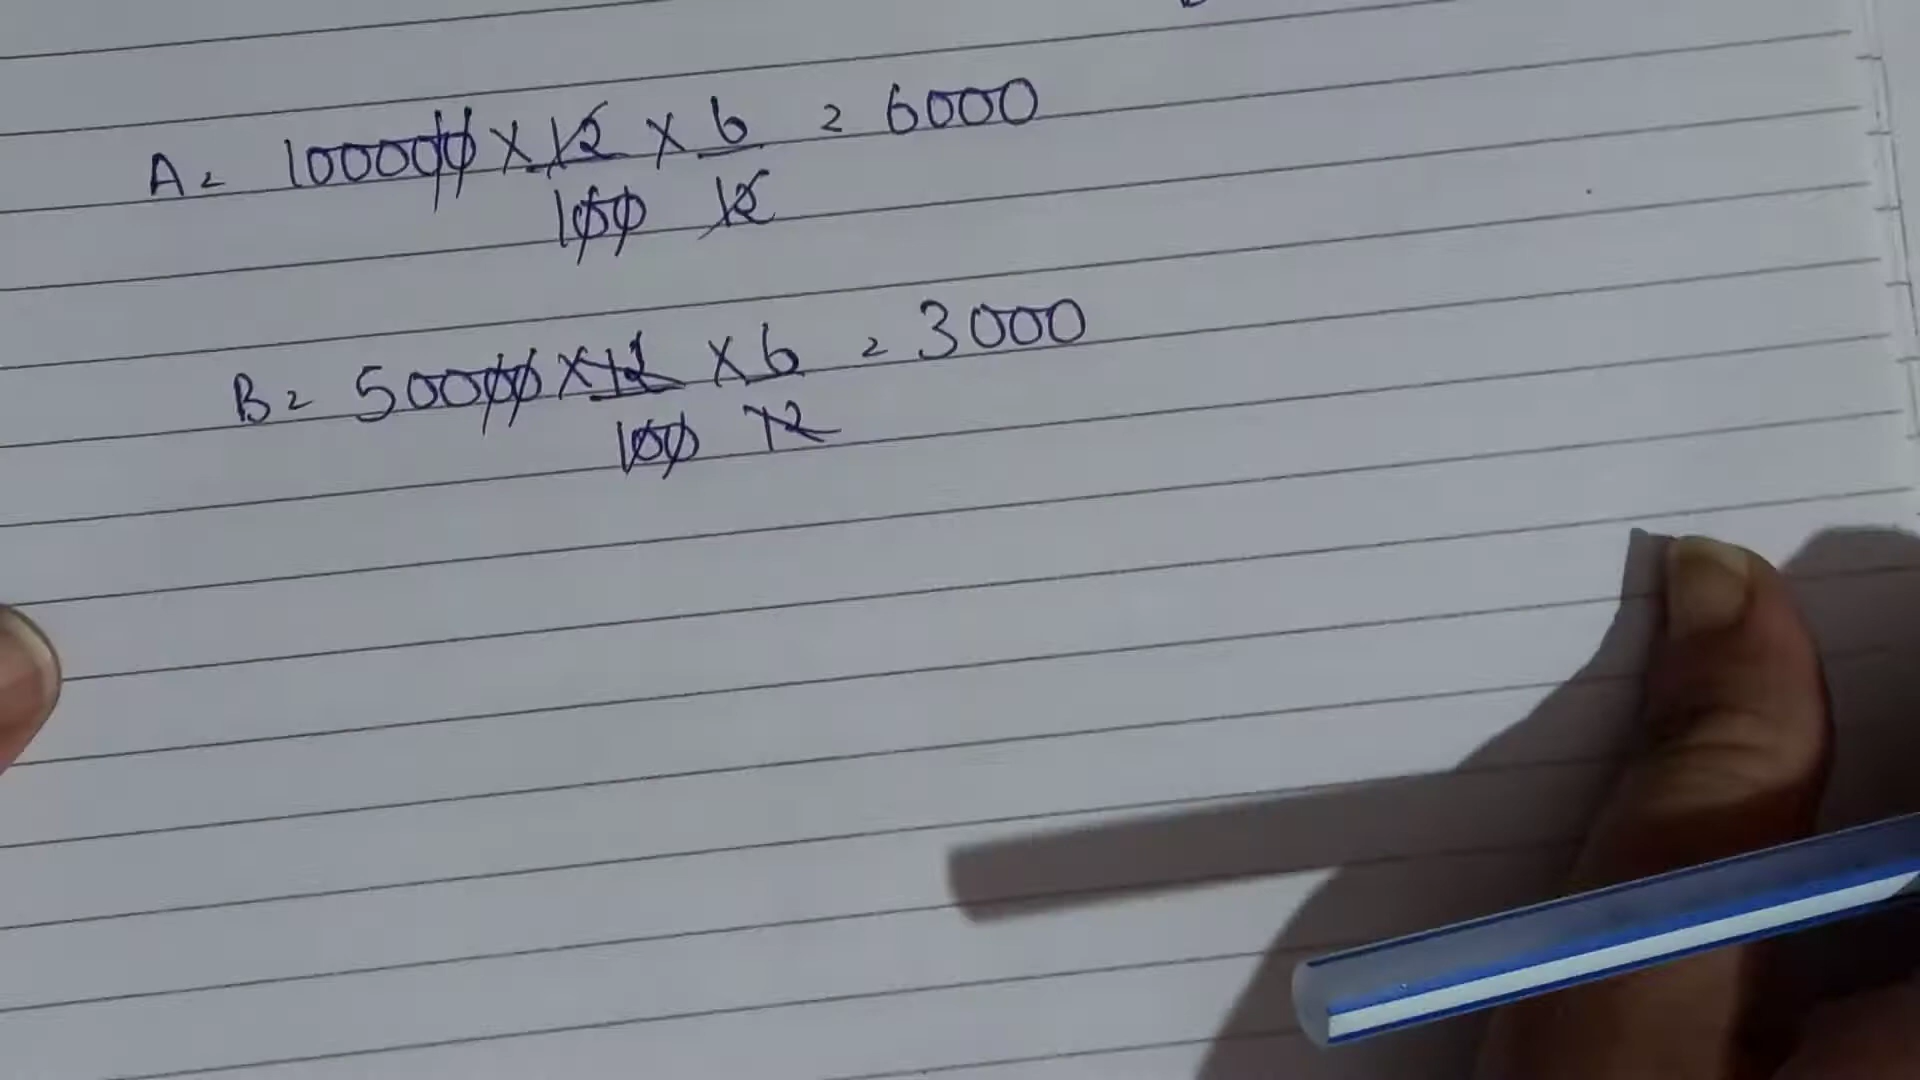 A = 100000 × 12 × 6 = 6000
100 12
B = 50000 × 12 × 6 = 3000
100 12